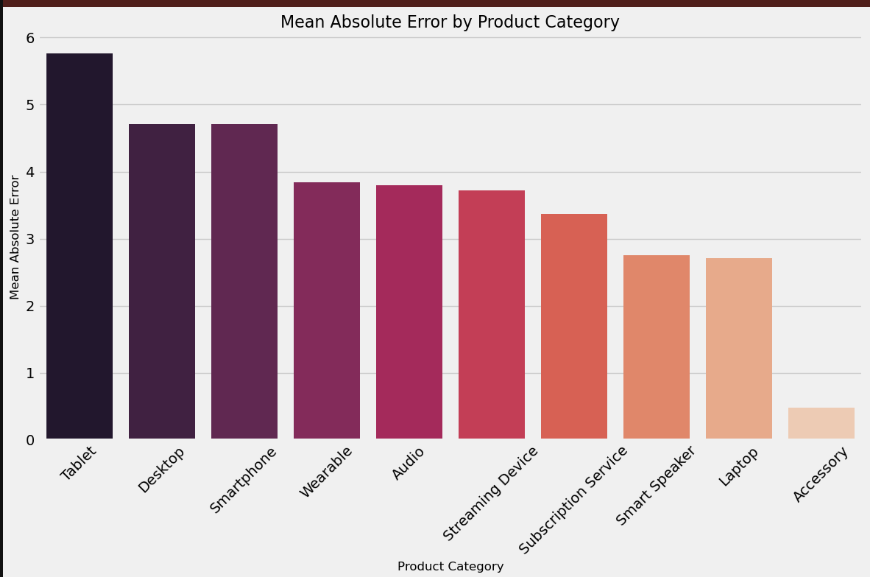 Mean Absolute Error by Product Category
6
5
4
3
2
1
0
Mean Absolute Error
Tablet
Desktop
Smartphone
Wearable
Audio
Streaming Device
Subscription Service
Smart Speaker
Laptop
Accessory
Product Category